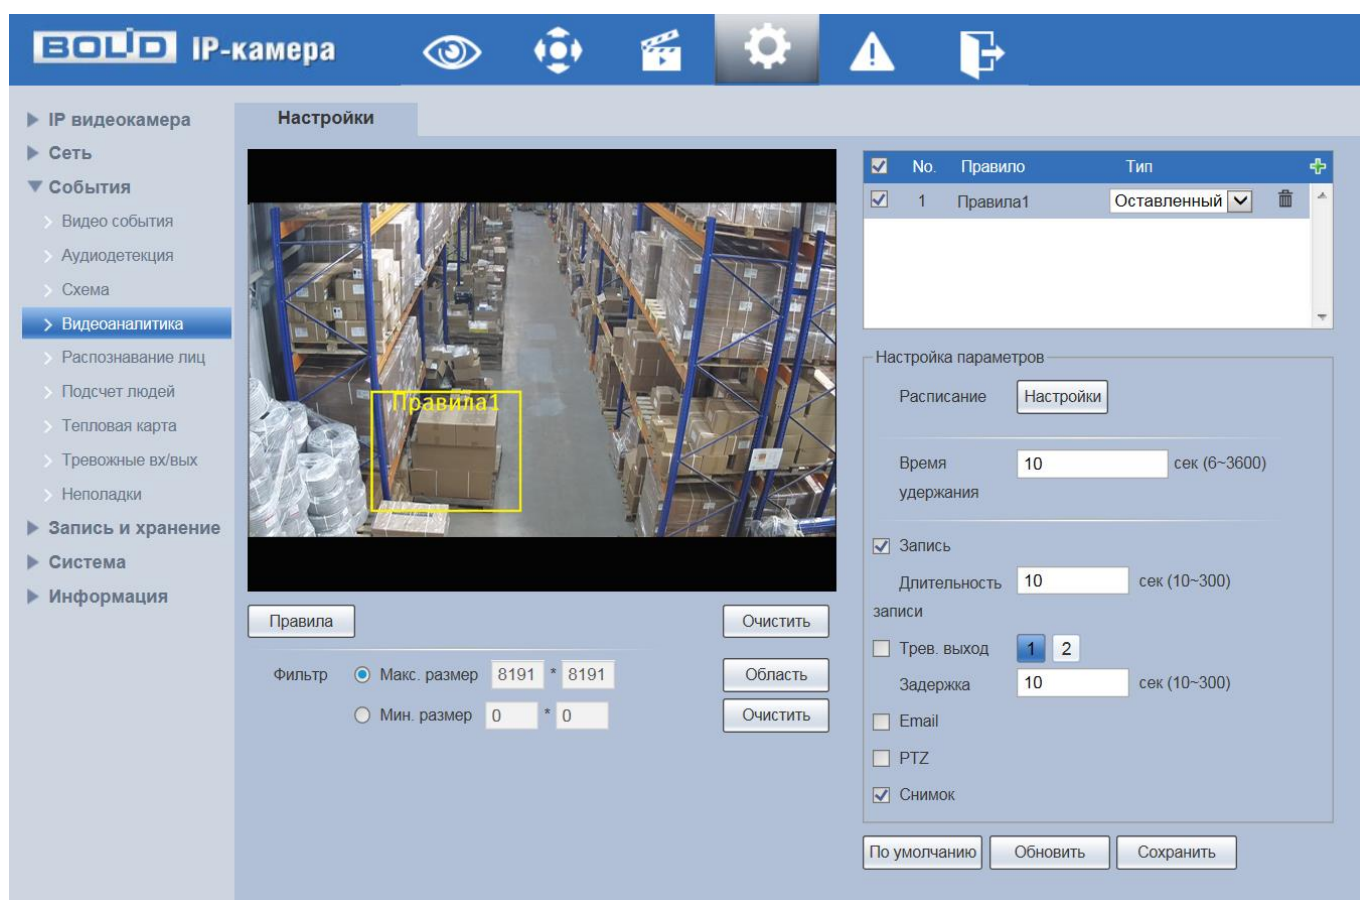 BOLID IP-камера
IP видеокамера
Сеть
События
Видео события
Аудиодетекция
Схема
Видеоаналитика
Распознавание лиц
Подсчет людей
Тепловая карта
Тревожные вх/вых
Неполадки
Запись и хранение
Система
Информация
Настройки
Правила1
Правила
Очистить
Фильтр Макс. размер 8191 * 8191 Область
Мин. размер 0 * 0 Очистить
No. Правило Тип
1 Правила1 Оставленный
Настройка параметров
Расписание Настройки
Время 10 сек (6~3600)
удержания
Запись
Длительность 10 сек (10~300)
записи
Трев. выход 1 2
Задержка 10 сек (10~300)
Email
PTZ
Снимок
По умолчанию Обновить Сохранить